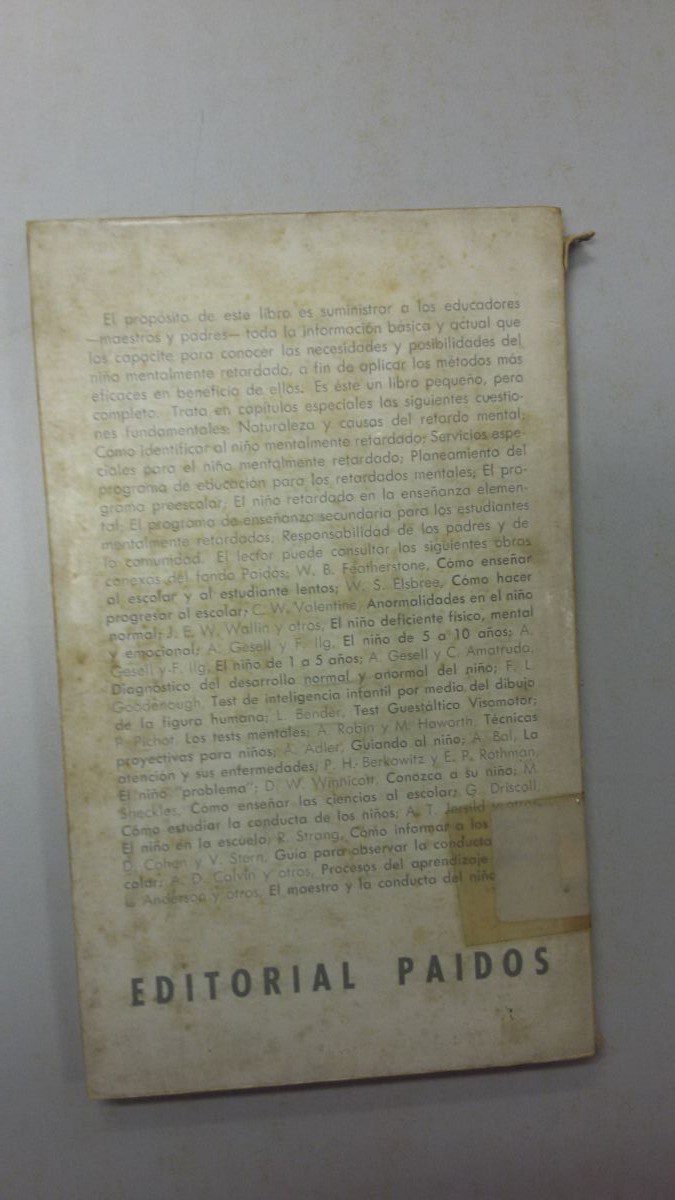 El propósito de este libro es suministrar a los educadores
—maestros y padres— toda la información básica y actual que
los capacite para conocer las necesidades y posibilidades del
niño mentalmente retardado, a fin de aplicar los métodos más
eficaces en beneficio de ellos. Es éste un libro pequeño, pero
completo. Trata en capítulos especiales las siguientes cuestio-
nes fundamentales: Naturaleza y causas del retardo mental;
Cómo identificar al niño mentalmente retardado; Servicios espe-
ciales para el niño mentalmente retardado; Planeamiento del
programa de educación para los retardados mentales; El pro-
grama preescolar; El niño retardado en la enseñanza elemen-
tal; El programa de enseñanza secundaria para los estudiantes
mentalmente retardados; Responsabilidad de los padres y de
la comunidad. El lector puede consultar las siguientes obras
conexas del fondo Paidos; W. B. Featherstone, Cómo enseñar
al escolar y al estudiante lentos; W. S. Elsbree, Cómo hacer
progresar al escolar; C. W. Valentine, Anormalidades en el niño
normal; J. E. W. Wallin y otros, El niño deficiente físico, mental
y emocional; A. Gesell y F. Ilg, El niño de 5 a 10 años; A.
Gesell y F. Ilg, El niño de 1 a 5 años; A. Gesell y C. Amatruda,
Diagnóstico del desarrollo normal y anormal del niño; F. L.
Goodenough, Test de inteligencia infantil por medio del dibujo
de la figura humana; L. Bender, Test Guestáltico Visomotor;
P. Pichot, Los tests mentales; A. Rabin y M. Haworth, Técnicas
proyectivas para niños; A. Adler, Guiando al niño; A. Bal, La
atención y sus enfermedades; P. H. Berkowitz y E. P. Rothman,
El niño "problema"; D. W. Winnicott, Conozca a su niño; M.
Sheckles, Cómo enseñar las ciencias al escolar; G. Driscoll,
Cómo estudiar la conducta de los niños; A. T. Jersild y otros,
El niño en la escuela; R. Strang, Cómo informar a los
D. Cohen y V. Stern, Guía para observar la conducta
colar; A. D. Calvin y otros, Procesos del aprendizaje
Anderson y otros, El maestro y la conducta del niño
EDITORIAL PAIDOS